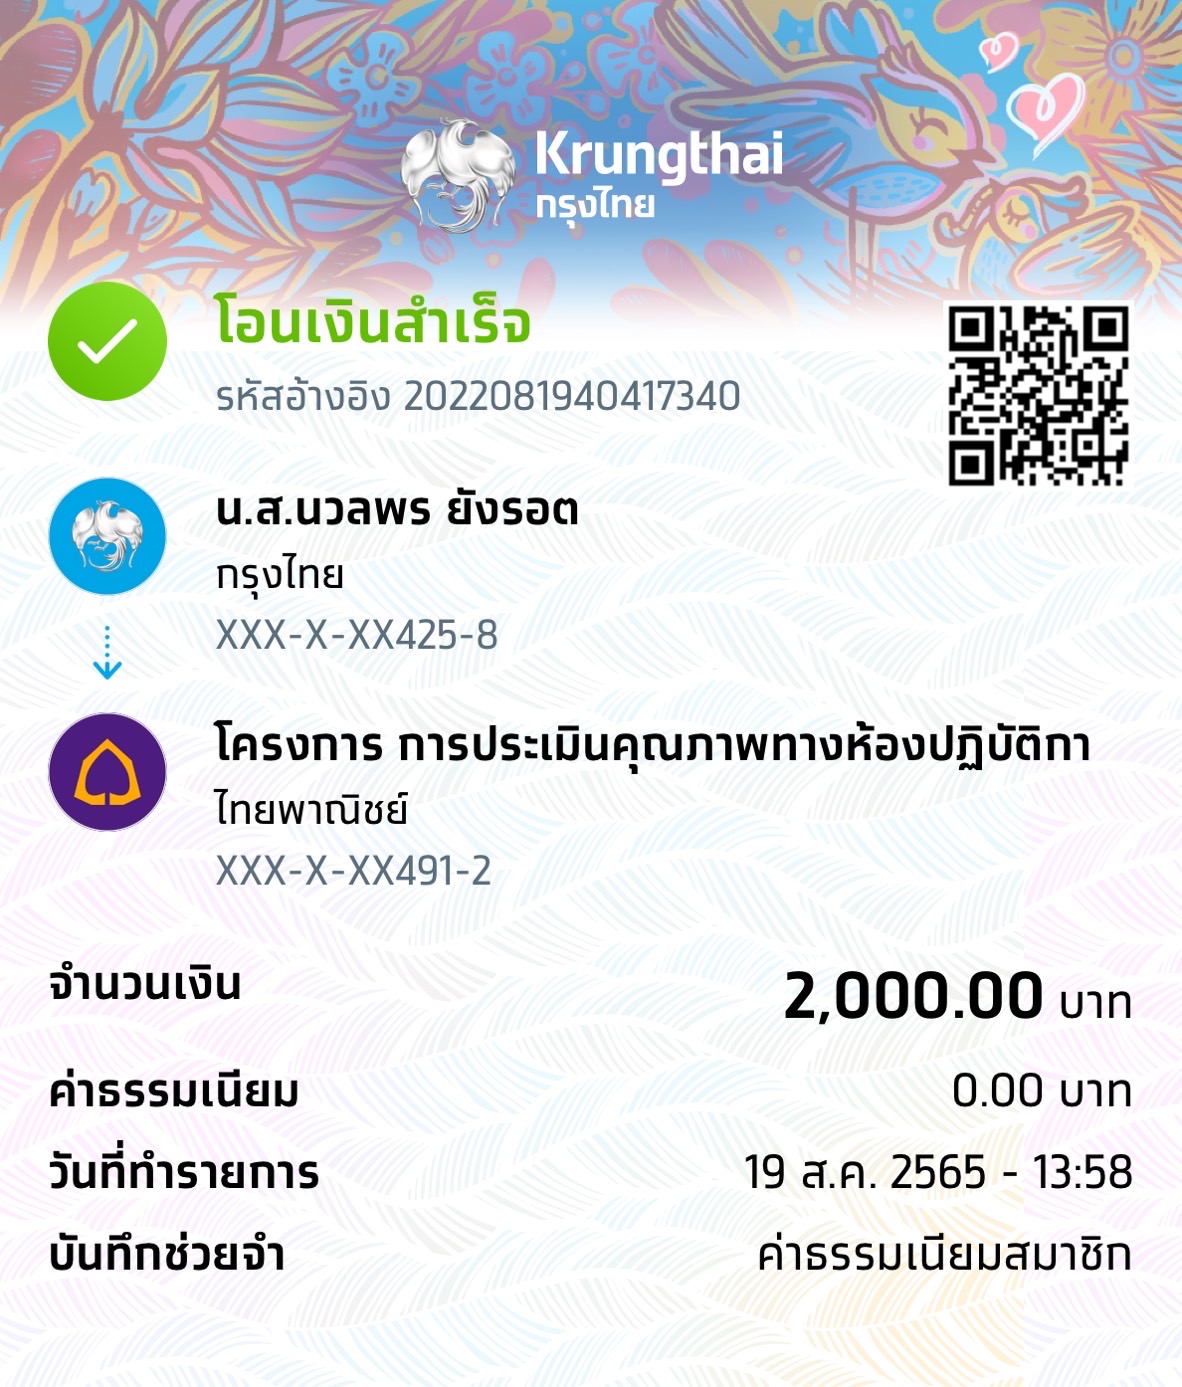 Krungthai
กรุงไทย
โอนเงินสำเร็จ
รหัสอ้างอิง 2022081940417340
น.ส.นวลพร ยังรอต
กรุงไทย
XXX-X-XX425-8
โครงการ การประเมินคุณภาพทางห้องปฏิบัติกา
ไทยพาณิชย์
XXX-X-XX491-2
จำนวนเงิน 2,000.00 บาท
ค่าธรรมเนียม 0.00 บาท
วันที่ทำรายการ 19 ส.ค. 2565 - 13:58
บันทึกช่วยจำ ค่าธรรมเนียมสมาชิก